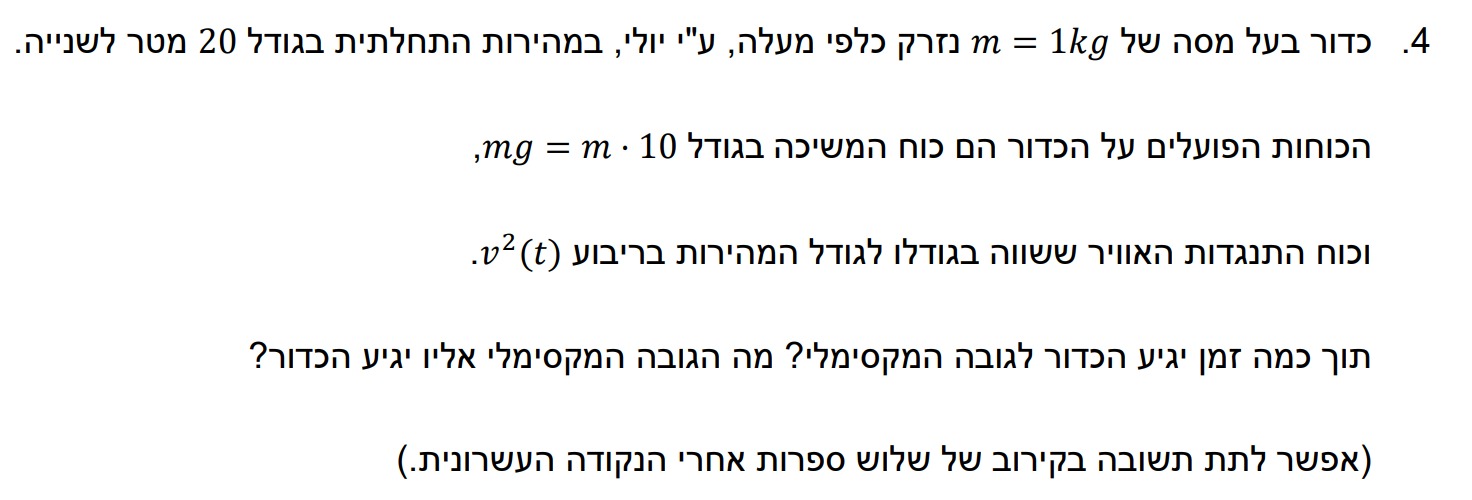 4. כדור בעל מסה של m = 1kg נזרק כלפי מעלה, ע"י יולי, במהירות התחלתית בגודל 20 מטר לשנייה.
הכוחות הפועלים על הכדור הם כוח המשיכה בגודל mg = m · 10,
וכוח התנגדות האוויר ששווה בגודלו לגודל המהירות בריבוע v²(t).
תוך כמה זמן יגיע הכדור לגובה המקסימלי? מה הגובה המקסימלי אליו יגיע הכדור?
(אפשר לתת תשובה בקירוב של שלוש ספרות אחרי הנקודה העשרונית.)